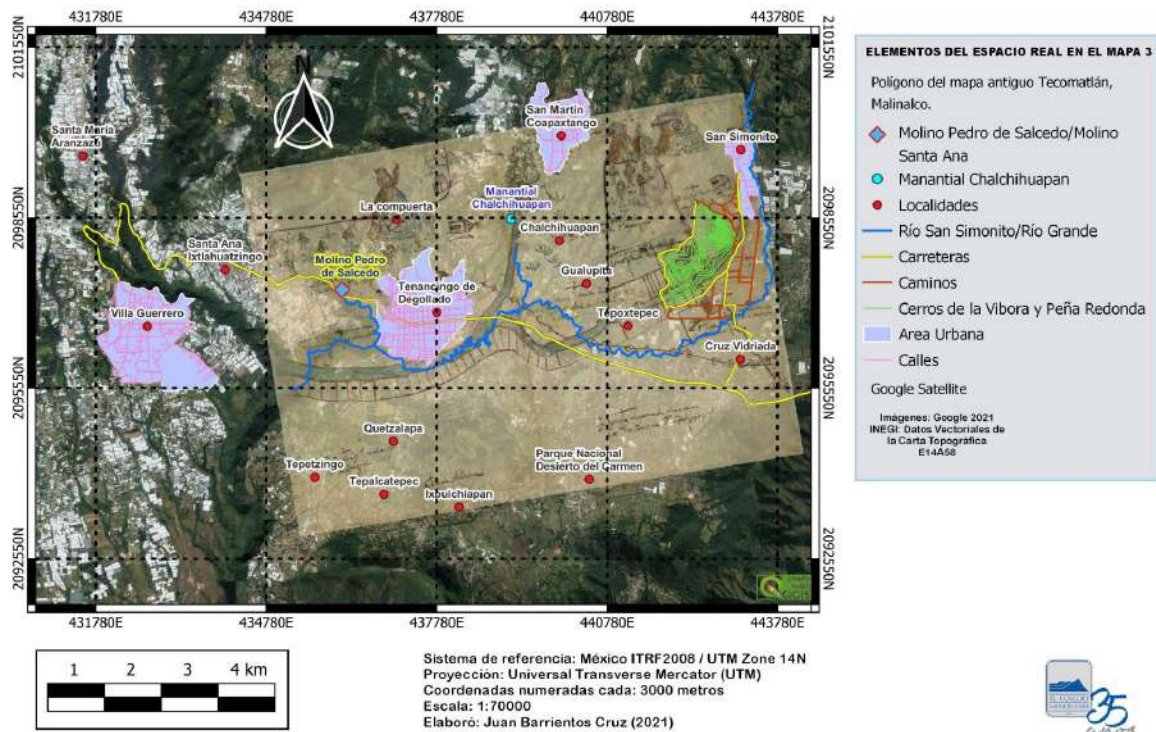 431780E 434780E 437780E 440780E 443780E
2101550N 2101550N
N
San Martín
Coapaxtango
Santa María
Aranzazú
San Simonito
La compuerta
Manantial
Chalchihuapan
2098550N 2098550N
Chalchihuapan
Santa Ana
Ixtlahuatzingo
Molino Pedro
de Salcedo
Gualupita
Tenancingo de
Degollado
Villa Guerrero
Tepoxtepec
Cruz Vidriada
2095550N 2095550N
Quetzalapa
Parque Nacional
Desierto del Carmen
Tepetzingo
Tepalcatepec
Ixpuichiapan
2092550N 2092550N
431780E 434780E 437780E 440780E 443780E
ELEMENTOS DEL ESPACIO REAL EN EL MAPA 3
Polígono del mapa antiguo Tecomatlán,
Malinalco.
Molino Pedro de Salcedo/Molino
Santa Ana
Manantial Chalchihuapan
Localidades
Río San Simonito/Río Grande
Carreteras
Caminos
Cerros de la Vibora y Peña Redonda
Area Urbana
Calles
Google Satellite
Imágenes: Google 2021
INEGI: Datos Vectoriales de
la Carta Topográfica
E14A58
1 2 3 4 km
Sistema de referencia: México ITRF2008 / UTM Zone 14N
Proyección: Universal Transverse Mercator (UTM)
Coordenadas numeradas cada: 3000 metros
Escala: 1:70000
Elaboró: Juan Barrientos Cruz (2021)
35